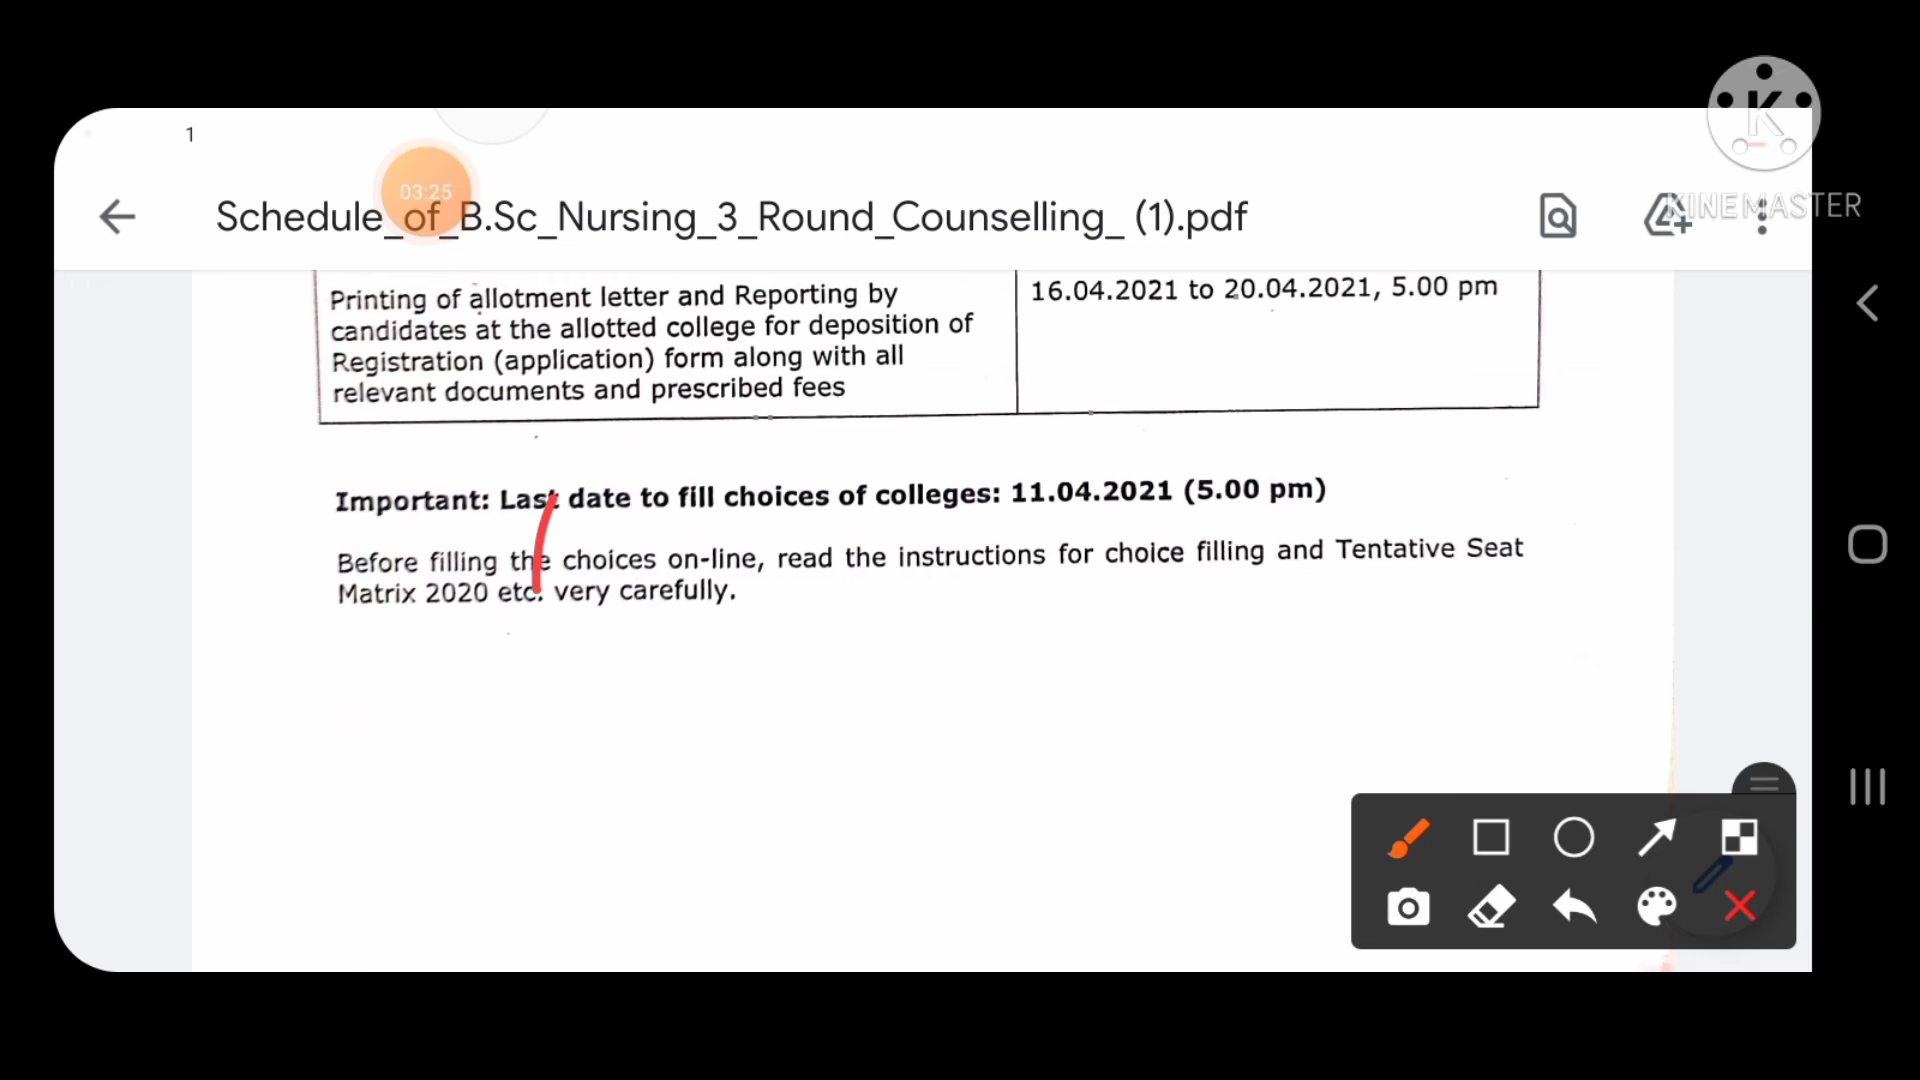 1
K
03:25
Schedule_of_B.Sc_Nursing_3_Round_Counselling_ (1).pdf
KINEMASTER
Printing of allotment letter and Reporting by
candidates at the allotted college for deposition of
Registration (application) form along with all
relevant documents and prescribed fees
16.04.2021 to 20.04.2021, 5.00 pm
Important: Last date to fill choices of colleges: 11.04.2021 (5.00 pm)
Before filling the choices on-line, read the instructions for choice filling and Tentative Seat
Matrix 2020 etc. very carefully.